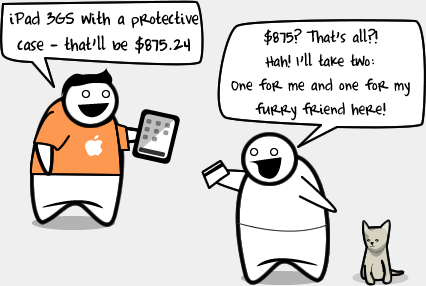 iPad 3GS with a protective
case - that'll be $875.24
$875? That's all?!
Hah! I'll take two:
One for me and one for my
furry friend here!